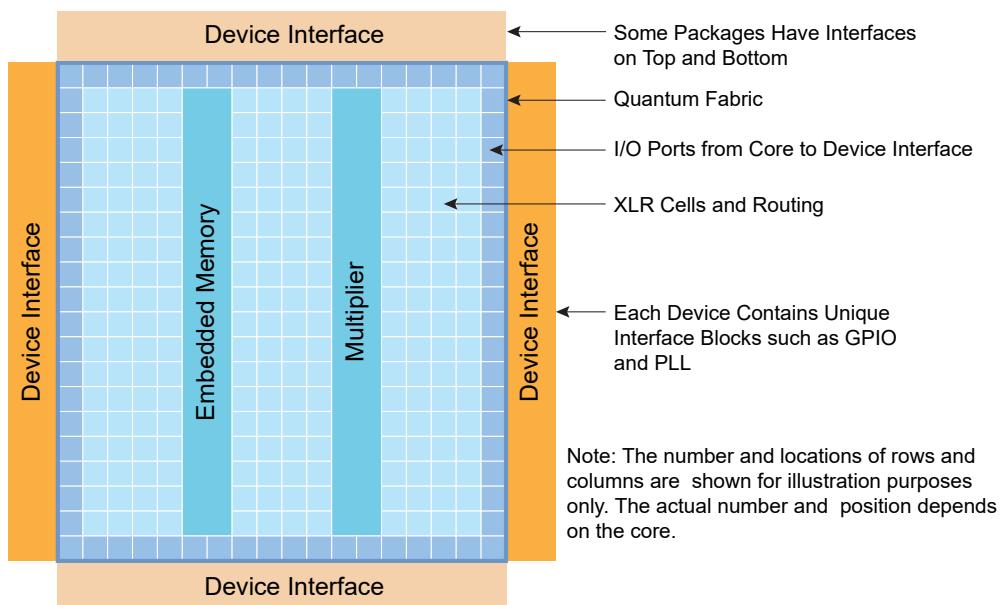 Device Interface
Some Packages Have Interfaces
on Top and Bottom
Quantum Fabric
I/O Ports from Core to Device Interface
XLR Cells and Routing
Device Interface
Embedded Memory
Multiplier
Device Interface
Each Device Contains Unique
Interface Blocks such as GPIO
and PLL
Note: The number and locations of rows and
columns are shown for illustration purposes
only. The actual number and position depends
on the core.
Device Interface